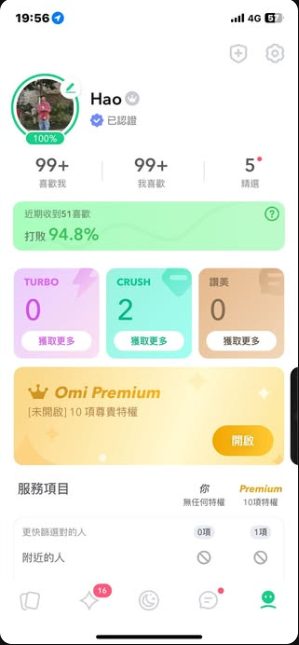 19:56
4G 67
Hao
已認證
100%
99+ 99+ 5
喜歡我 我喜歡 精選
近期收到51喜歡
打敗 94.8%
TURBO CRUSH 讚美
0 2 0
獲取更多 獲取更多 獲取更多
Omi Premium
[未開啟] 10 項尊貴特權
開啟
服務項目 你 Premium
無任何特權 10項特權
更快篩選對的人 0項 1項
附近的人
16